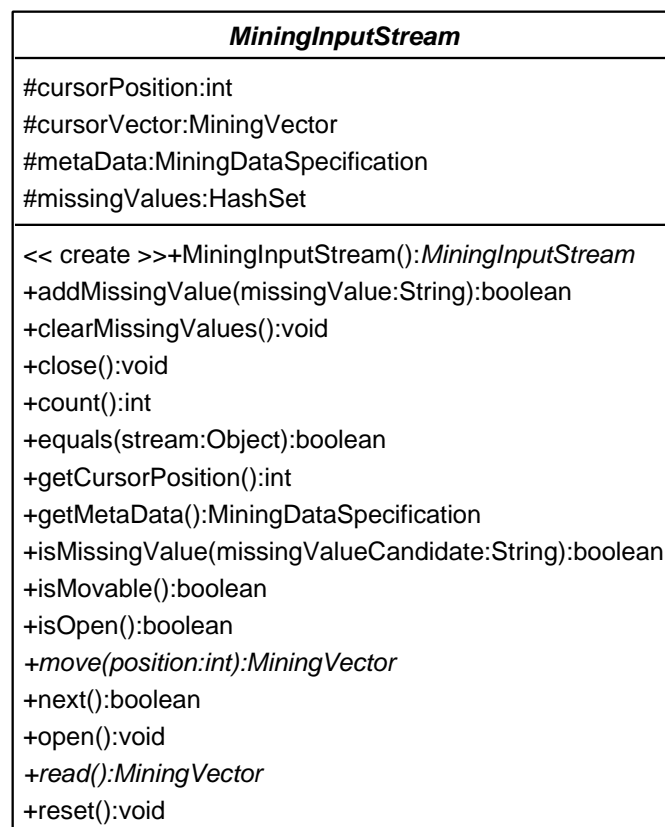 MiningInputStream
#cursorPosition:int
#cursorVector:MiningVector
#metaData:MiningDataSpecification
#missingValues:HashSet
<< create >>+MiningInputStream():MiningInputStream
+addMissingValue(missingValue:String):boolean
+clearMissingValues():void
+close():void
+count():int
+equals(stream:Object):boolean
+getCursorPosition():int
+getMetaData():MiningDataSpecification
+isMissingValue(missingValueCandidate:String):boolean
+isMovable():boolean
+isOpen():boolean
+move(position:int):MiningVector
+next():boolean
+open():void
+read():MiningVector
+reset():void